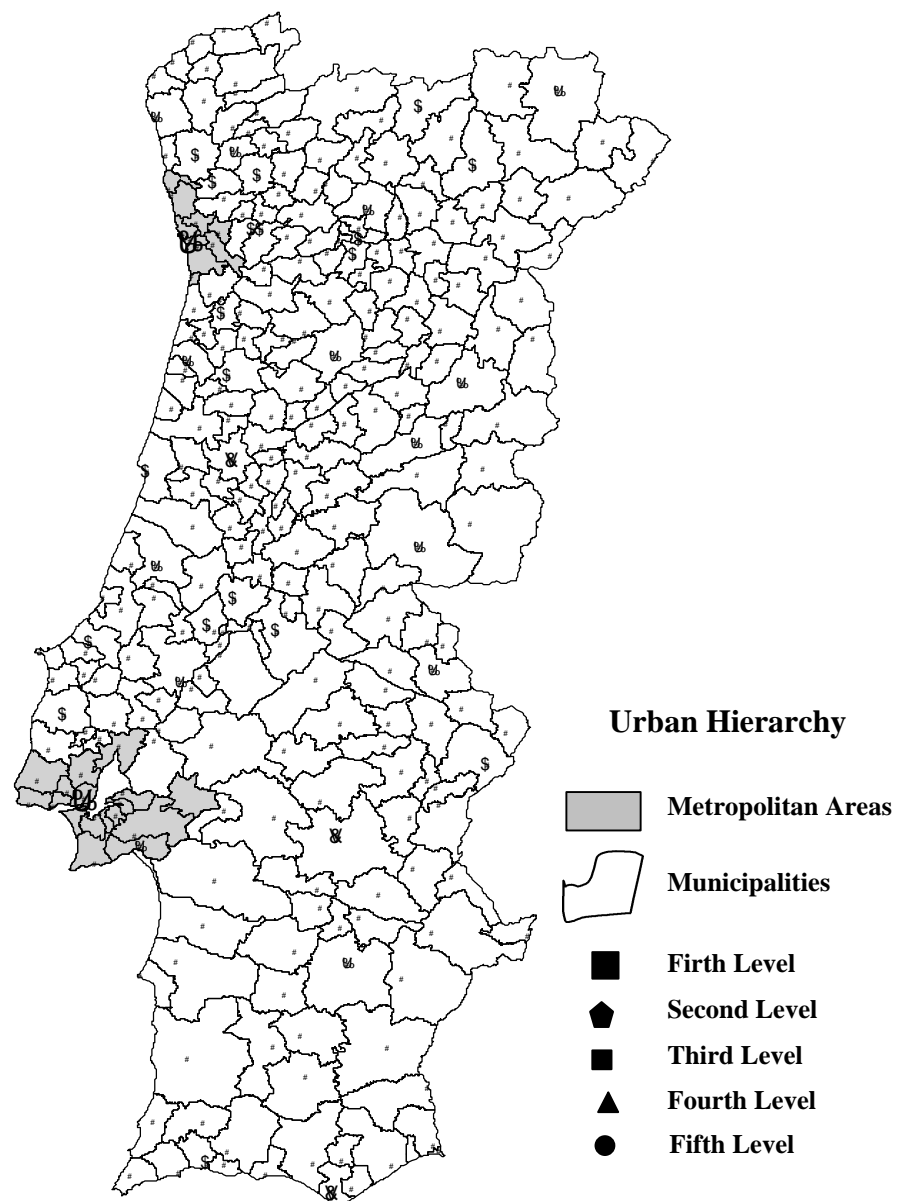 Urban Hierarchy
Metropolitan Areas
Municipalities
Firth Level
Second Level
Third Level
Fourth Level
Fifth Level